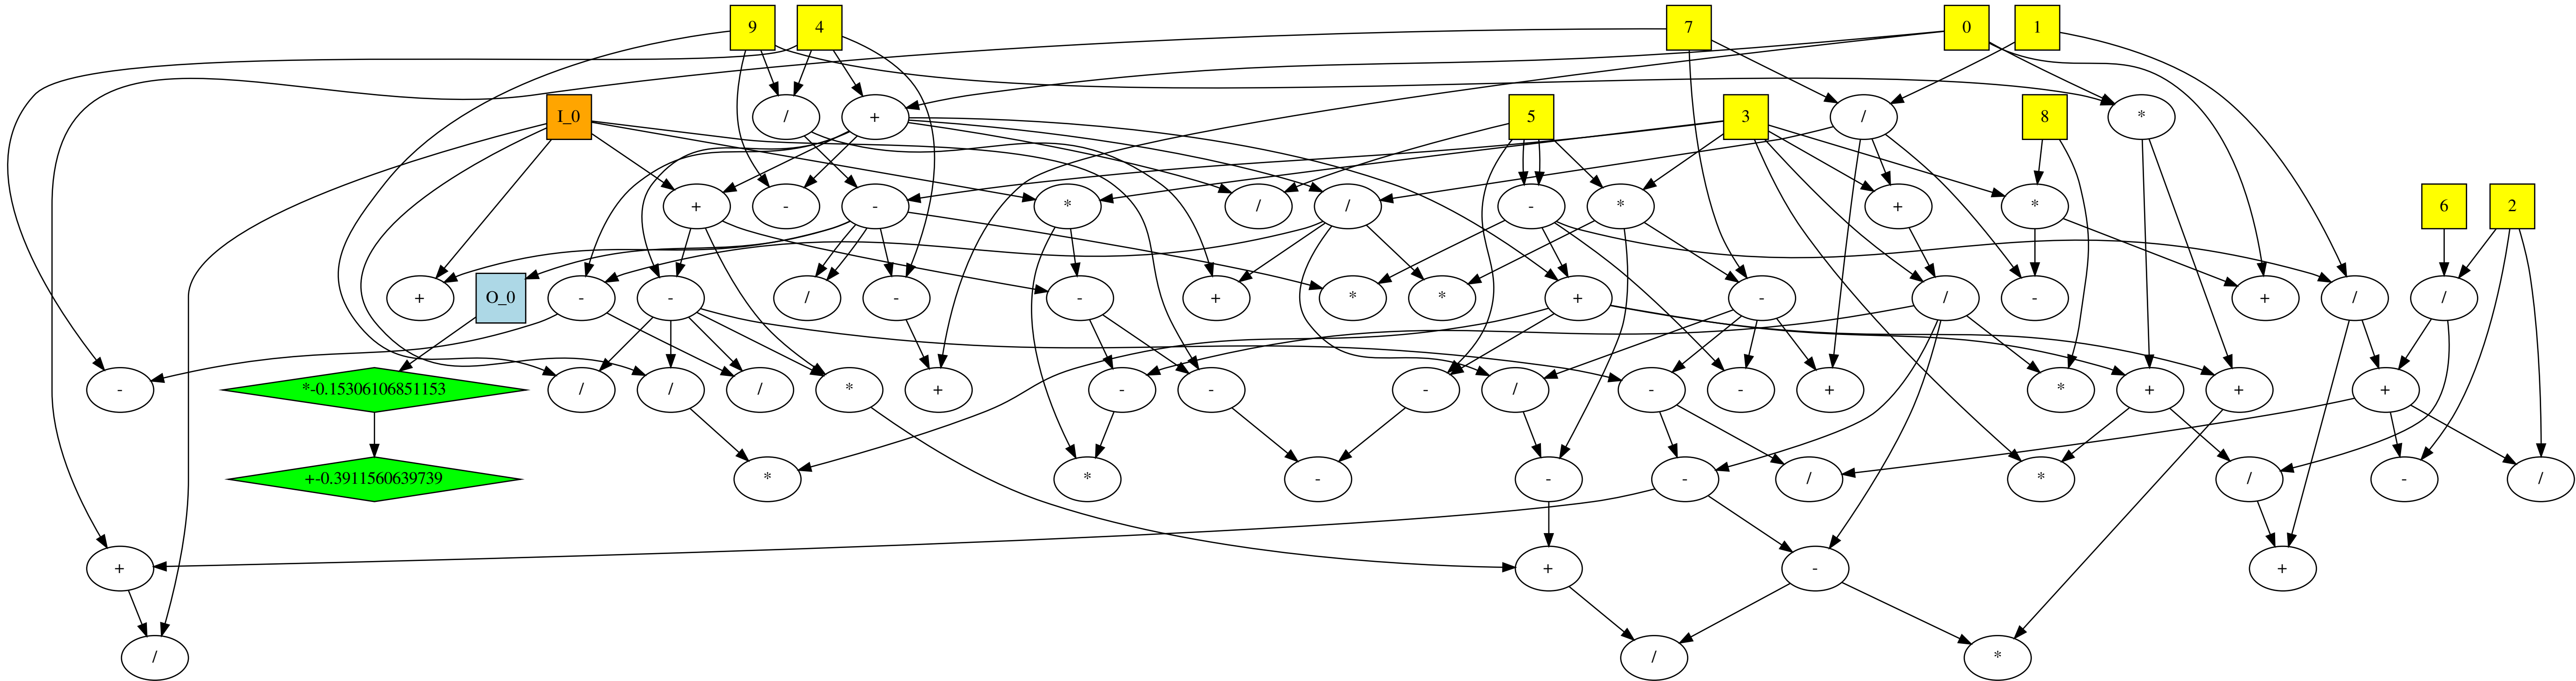 9 4 7 0 1
I_0 / + 5 3 / 8 *
+ - - * / / - * + * 6 2
+ O_0 - - / - - + * * + - / - + / /
- *-0.15306106851153 / / / * + - - - / - - + * + + +
+-0.3911560639739 * * - - - / * / - /
+ + - +
/ / *